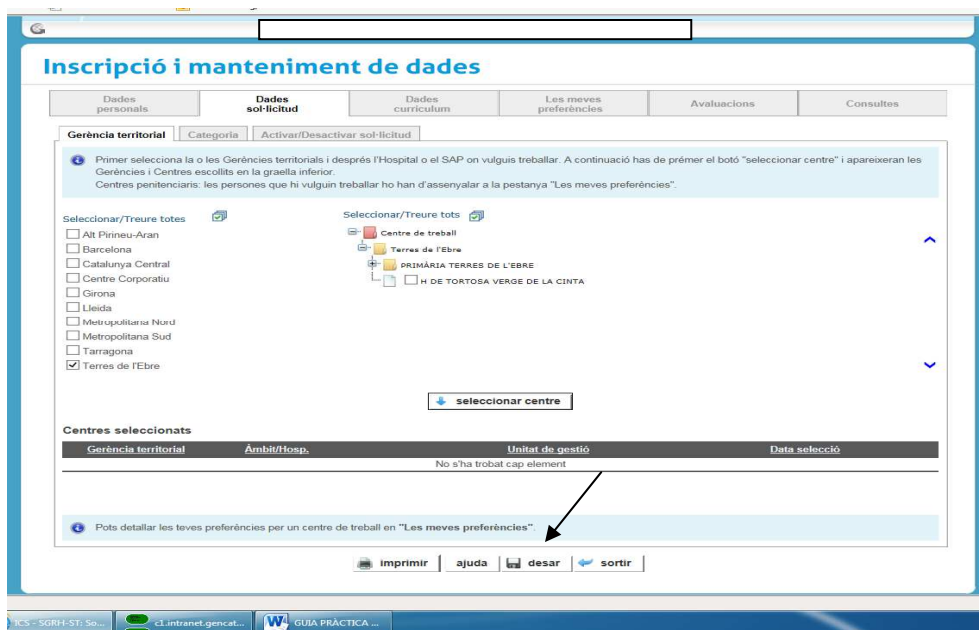 Inscripció i manteniment de dades
Dades personals
Dades sol·licitud
Dades currículum
Les meves preferències
Avaluacions
Consultes
Gerència territorial
Categoria
Activar/Desactivar sol·licitud
Primer selecciona la o les Gerències territorials i després l'Hospital o el SAP on vulguis treballar. A continuació has de prémer el botó "seleccionar centre" i apareixeran les
Gerències i Centres escollits en la graella inferior.
Centres penitenciaris: les persones que hi vulguin treballar ho han d'assenyalar a la pestanya "Les meves preferències".
Seleccionar/Treure totes
Alt Pirineu-Aran
Barcelona
Catalunya Central
Centre Corporatiu
Girona
Lleida
Metropolitana Nord
Metropolitana Sud
Tarragona
Terres de l'Ebre
Seleccionar/Treure tots
Centre de treball
Terres de l'Ebre
PRIMÀRIA TERRES DE L'EBRE
H DE TORTOSA VERGE DE LA CINTA
seleccionar centre
Centres seleccionats
Gerència territorial
Àmbit/Hosp.
Unitat de gestió
Data selecció
No s'ha trobat cap element
Pots detallar les teves preferències per un centre de treball en "Les meves preferències".
imprimir
ajuda
desar
sortir
ICS - SGRH-ST: So...
c1.intranet.gencat...
GUIA PRÀCTICA ...